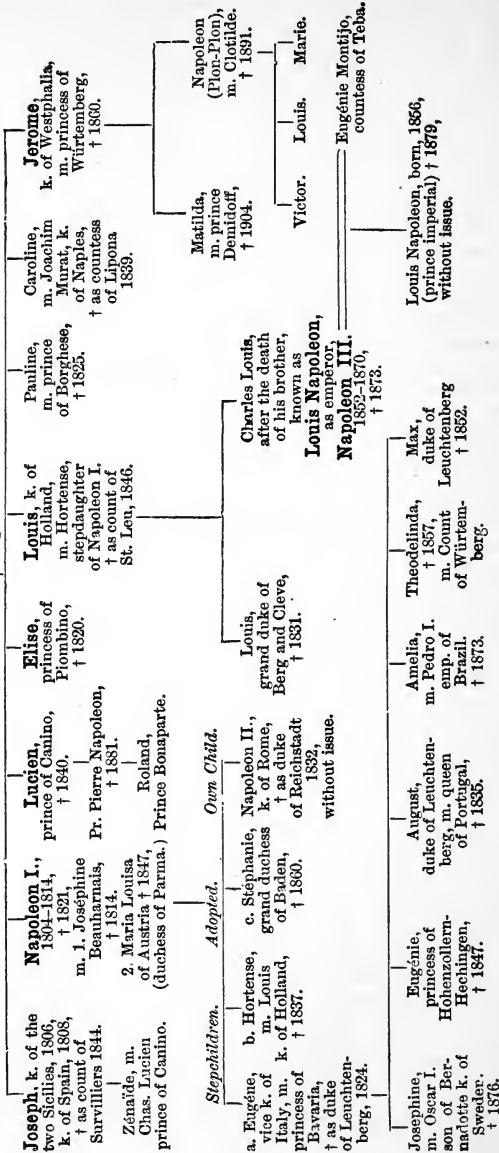 Joseph, k. of the
two Sicilies, 1806,
k. of Spain, 1808,
† as count of
Survilliers 1844.
Zénaïde, m.
Chas. Lucien
prince of Canino.
Napoleon I.,
1804–1814,
† 1821,
m. 1. Joséphine
Beauharnais,
† 1814.
2. Maria Louisa
of Austria † 1847,
(duchess of Parma.)
Lucien,
prince of Canino,
† 1840.
Pr. Pierre Napoleon,
† 1881.
Roland,
Prince Bonaparte.
Elise,
princess of
Piombino,
† 1820.
Louis, k. of
Holland,
m. Hortense,
stepdaughter
of Napoleon I.
† as count of
St. Leu, 1846.
Pauline,
m. prince
of Borghese,
† 1825.
Caroline,
m. Joachim
Murat, k.
of Naples,
† as countess
of Lipona
1839.
Jerome,
k. of Westphalia,
m. princess of
Würtemberg,
† 1860.
Matilda,
m. prince
Demidoff,
† 1904.
Napoleon
(Plon-Plon),
m. Clotilde.
† 1891.
Victor.
Louis.
Marie.
Stepchildren.
Adopted.
Own Child.
a. Eugéne,
vice k. of
Italy, m.
princess of
Bavaria,
† as duke
of Leuchten-
berg, 1824.
b. Hortense,
m. Louis
k. of Holland,
† 1837.
c. Stéphanie,
grand duchess
of Baden,
† 1860.
Napoleon II.,
k. of Rome,
† as duke
of Reichstadt
1832,
without issue.
Louis,
grand duke of
Berg and Cleve,
† 1831.
Charles Louis,
after the death
of his brother,
known as
Louis Napoleon,
as emperor,
Napoleon III.
1852–1870,
† 1873.
Eugénie Montijo,
countess of Teba.
Louis Napoleon, born, 1856,
(prince imperial) † 1879,
without issue.
Josephine,
m. Oscar I.
son of Ber-
nadotte k. of
Sweden.
† 1876.
Eugénie,
princess of
Hohenzollern-
Hechingen,
† 1847.
August,
duke of Leuchten-
berg, m. queen
of Portugal,
† 1835.
Amelia,
m. Pedro I.
emp. of
Brazil.
† 1873.
Theodelinda,
† 1857,
m. Count
of Würtem-
berg.
Max,
duke of
Leuchtenberg
† 1852.